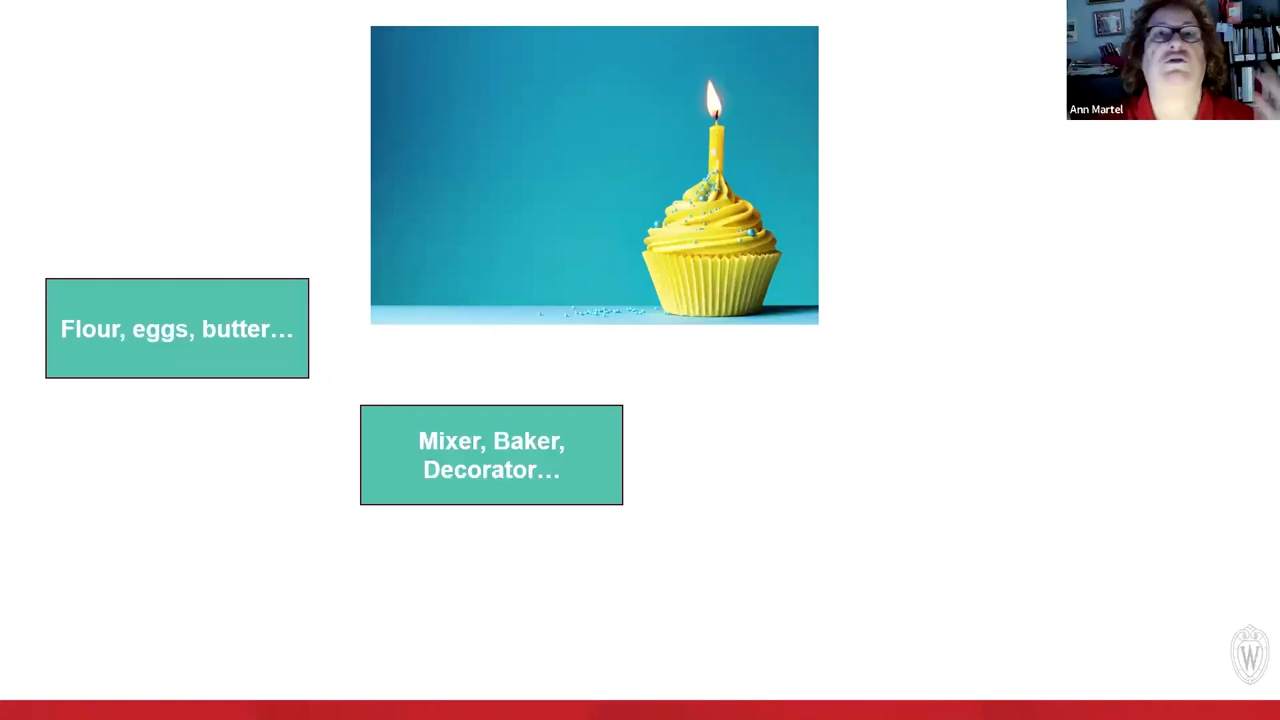 Ann Martel
Flour, eggs, butter…
Mixer, Baker,
Decorator…
W